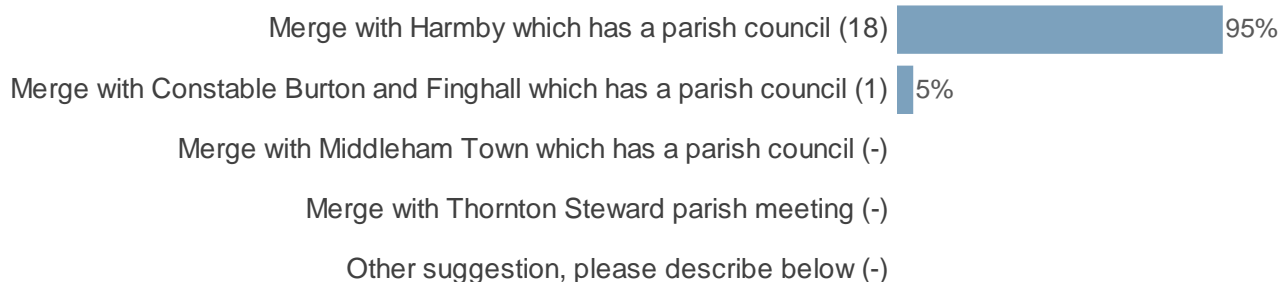 Merge with Harmby which has a parish council (18) 95%
Merge with Constable Burton and Finghall which has a parish council (1) 5%
Merge with Middleham Town which has a parish council (-)
Merge with Thornton Steward parish meeting (-)
Other suggestion, please describe below (-)